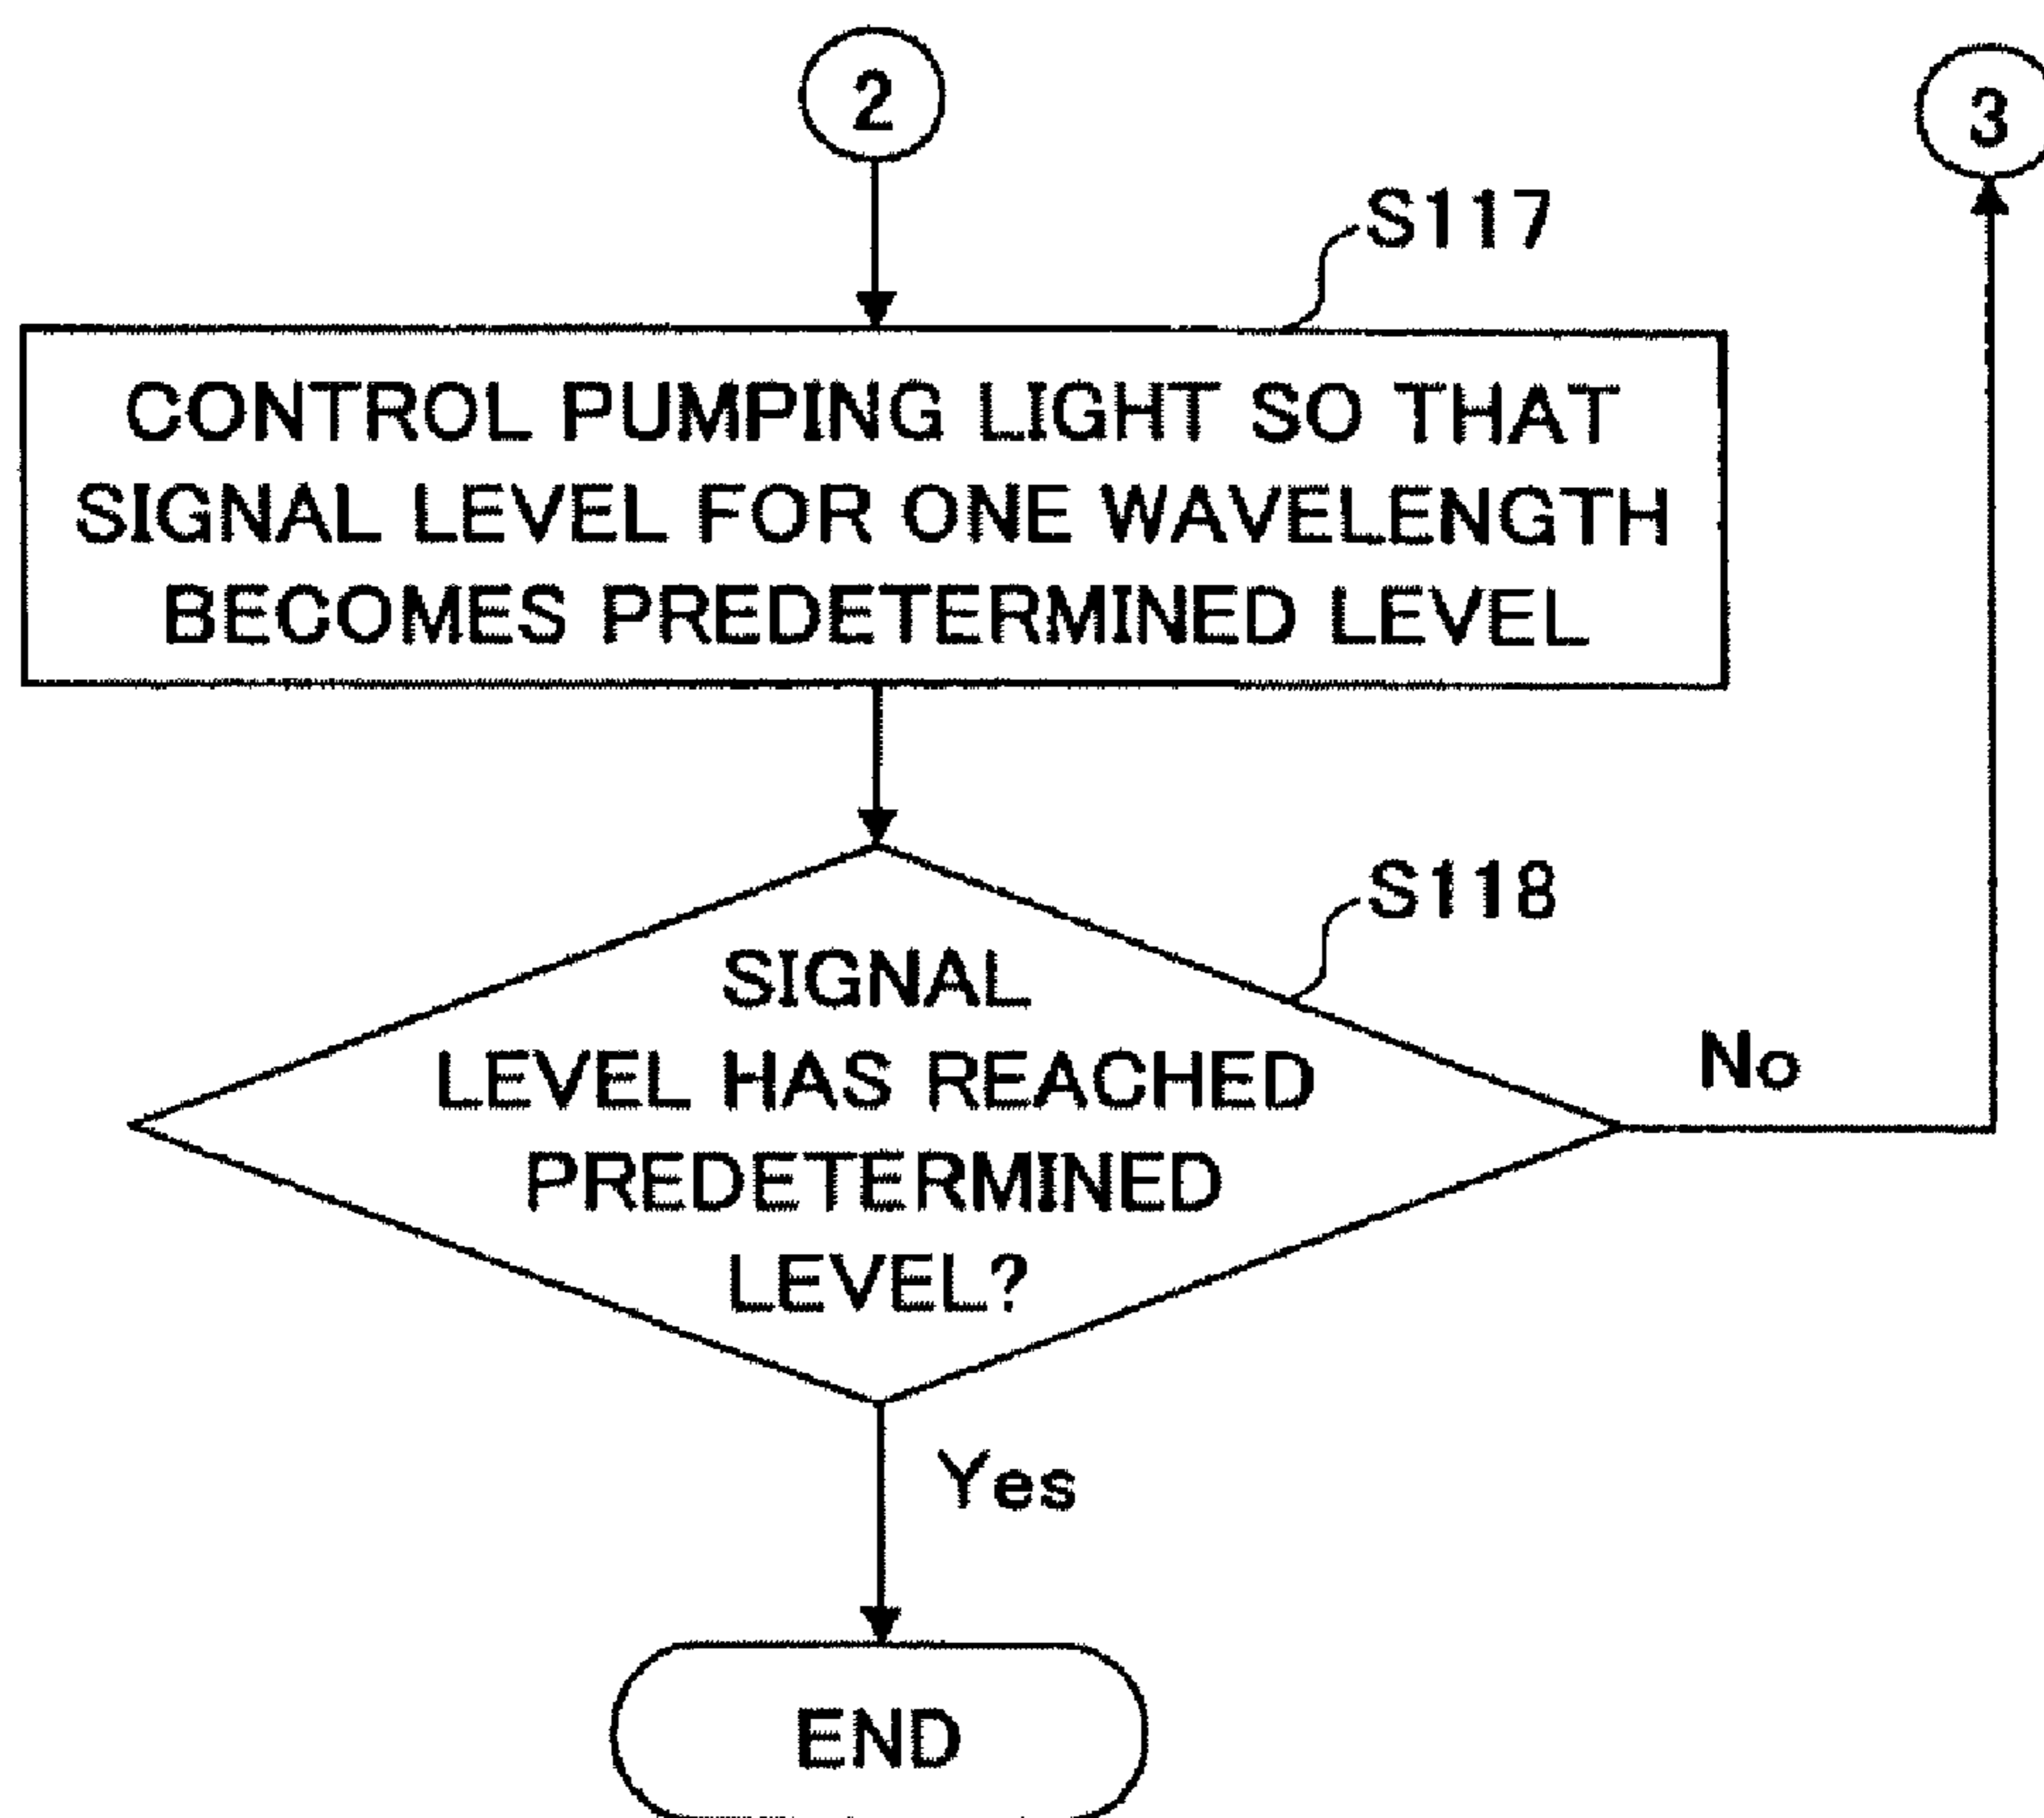 2
3
S117
CONTROL PUMPING LIGHT SO THAT
SIGNAL LEVEL FOR ONE WAVELENGTH
BECOMES PREDETERMINED LEVEL
S118
SIGNAL
LEVEL HAS REACHED
PREDETERMINED
LEVEL?
No
Yes
END